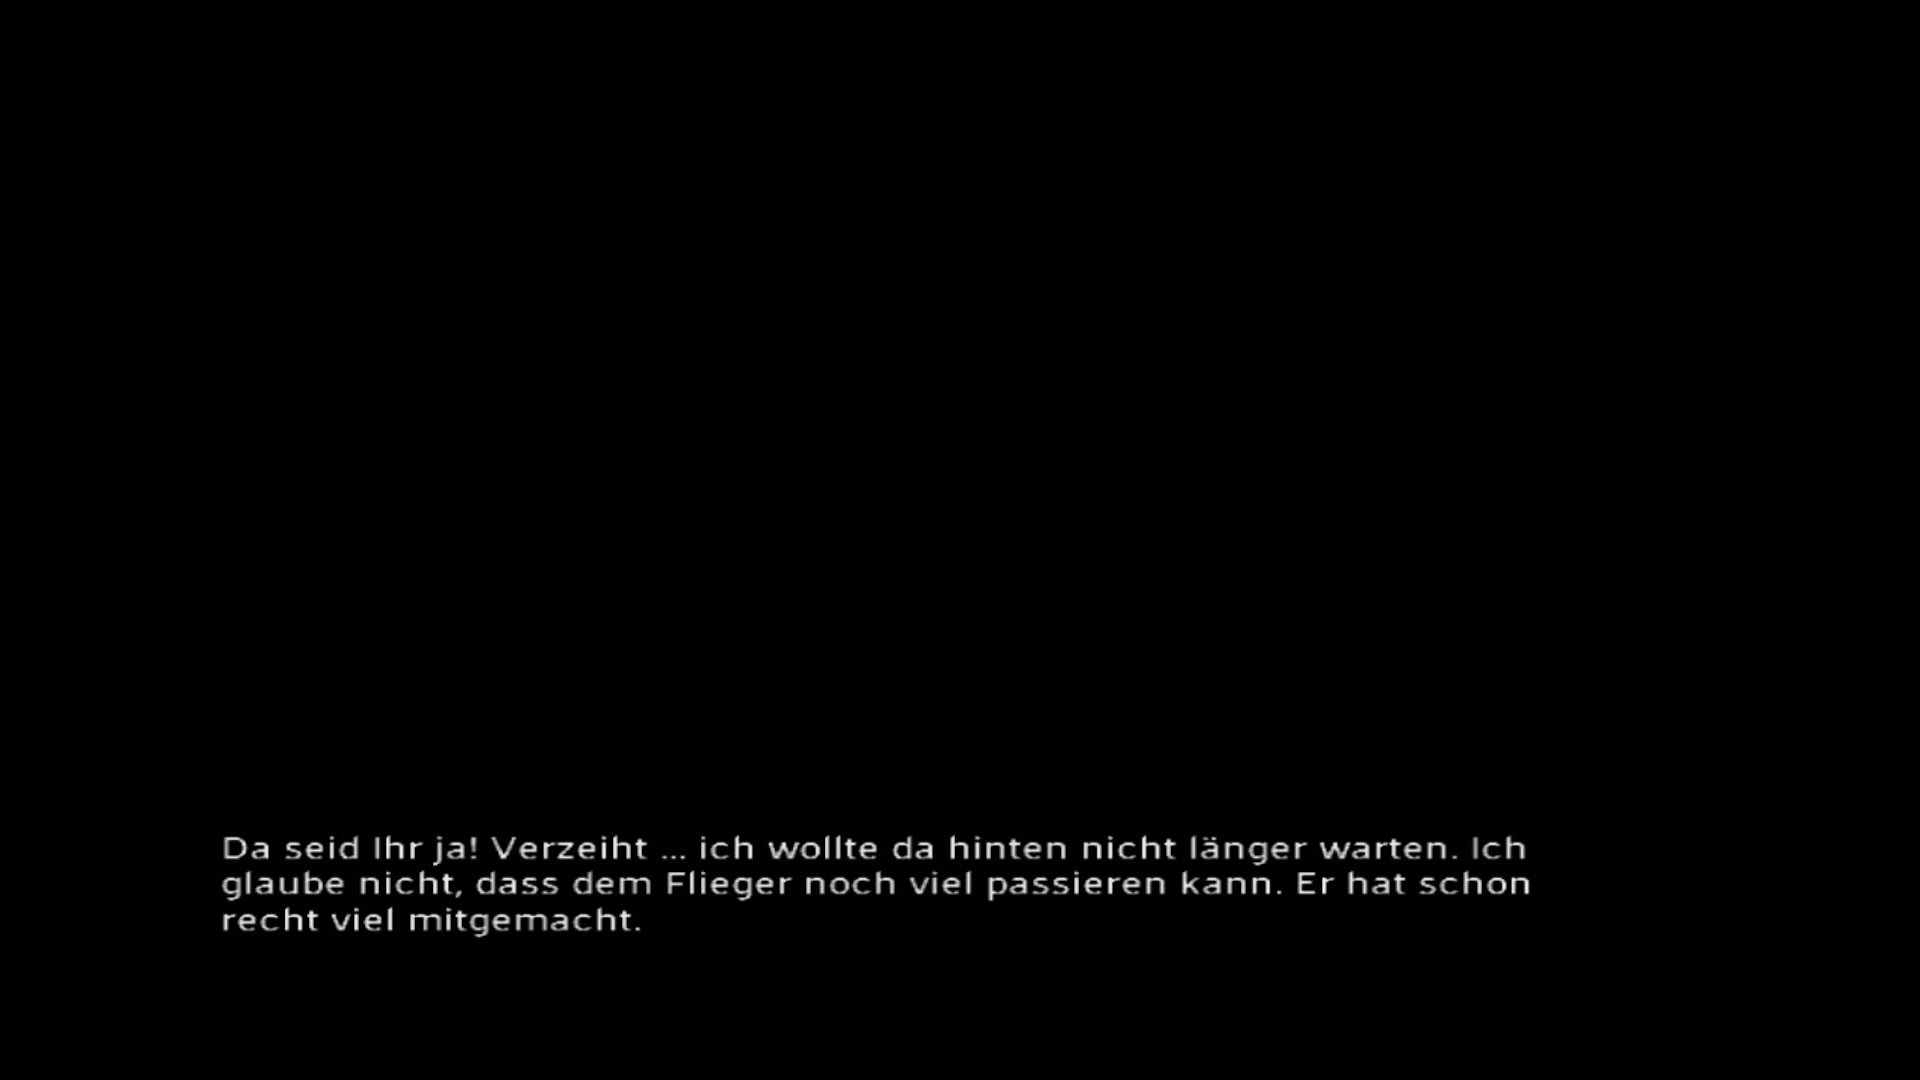 Da seid Ihr ja! Verzeiht ... ich wollte da hinten nicht länger warten. Ich
glaube nicht, dass dem Flieger noch viel passieren kann. Er hat schon
recht viel mitgemacht.